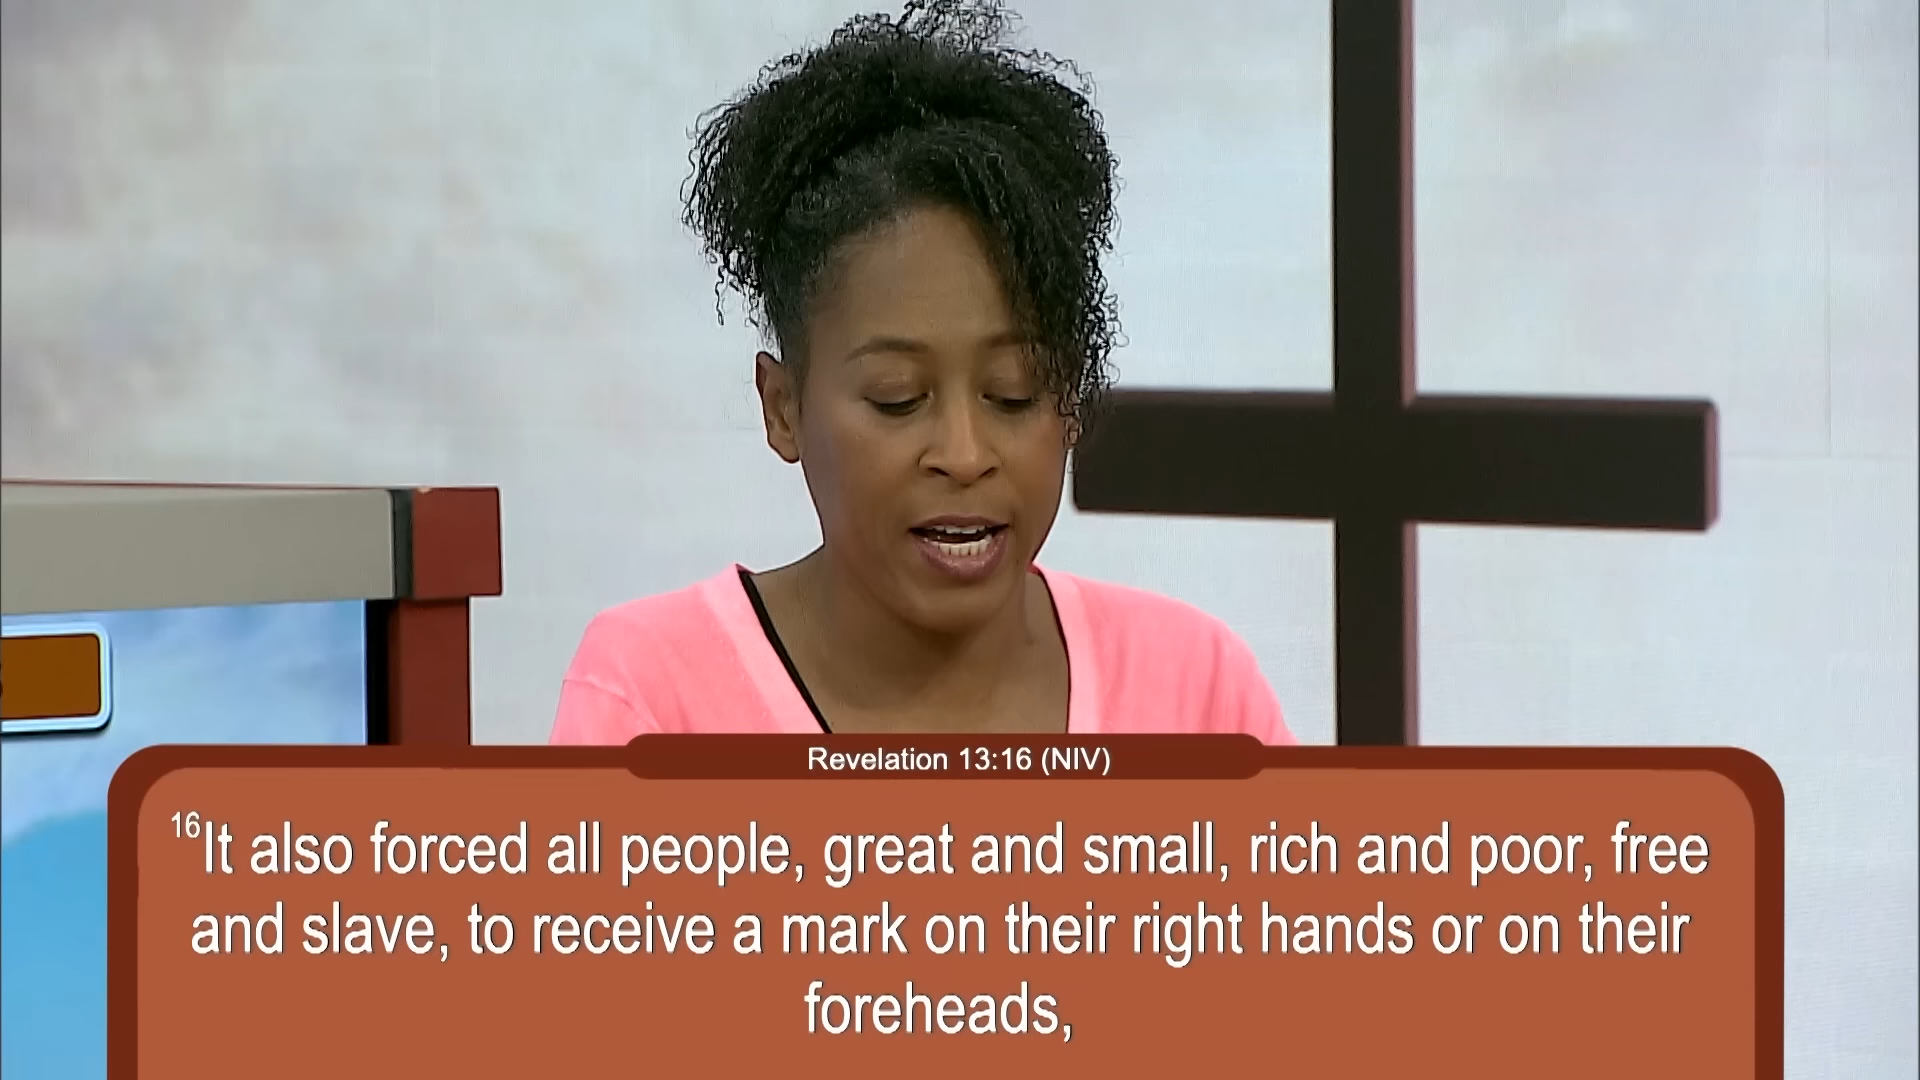 Revelation 13:16 (NIV)
16It also forced all people, great and small, rich and poor, free
and slave, to receive a mark on their right hands or on their
foreheads,